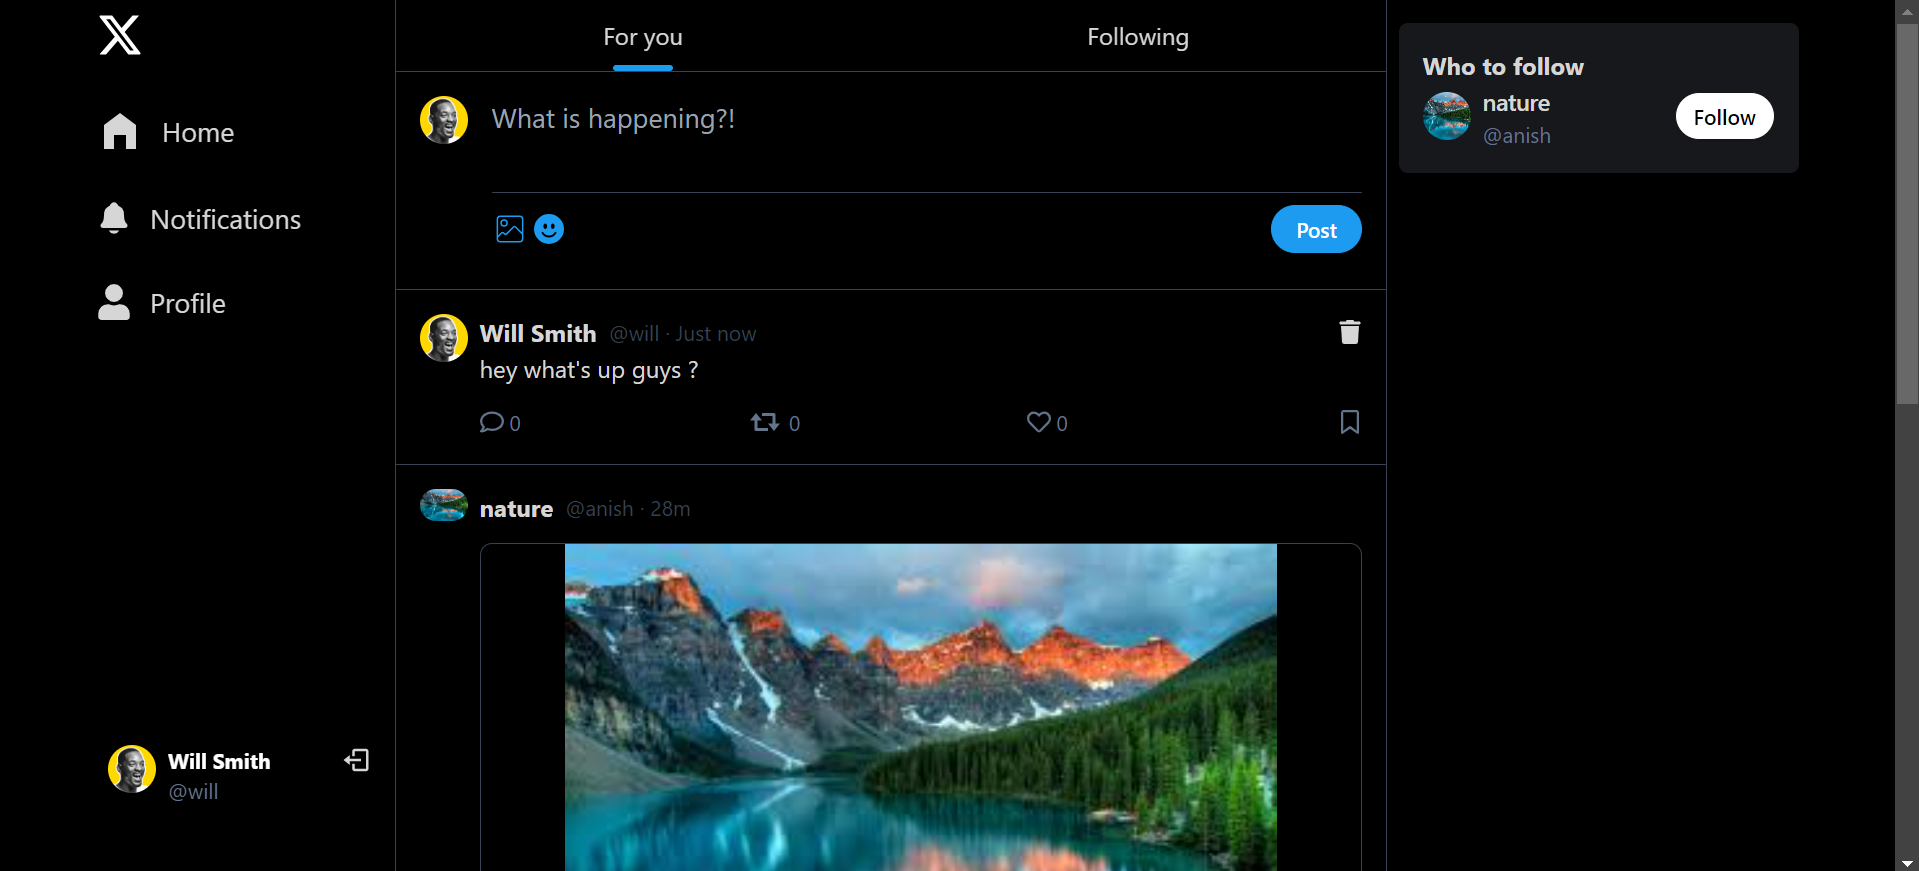 Home
Notifications
Profile
Will Smith
@will
For you
Following
What is happening?!
Post
Will Smith @will · Just now
hey what's up guys ?
0 0 0
nature @anish · 28m
Who to follow
nature
@anish
Follow